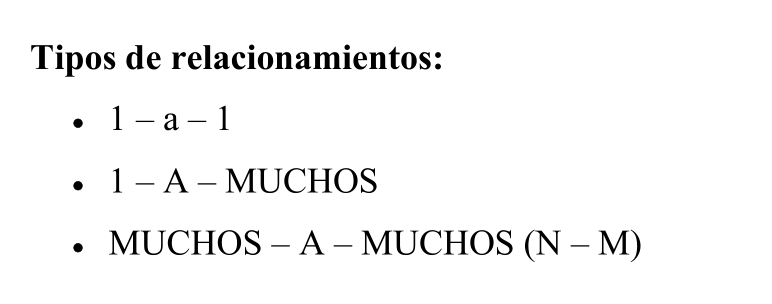 Tipos de relacionamientos:
• 1 – a – 1
• 1 – A – MUCHOS
• MUCHOS – A – MUCHOS (N – M)